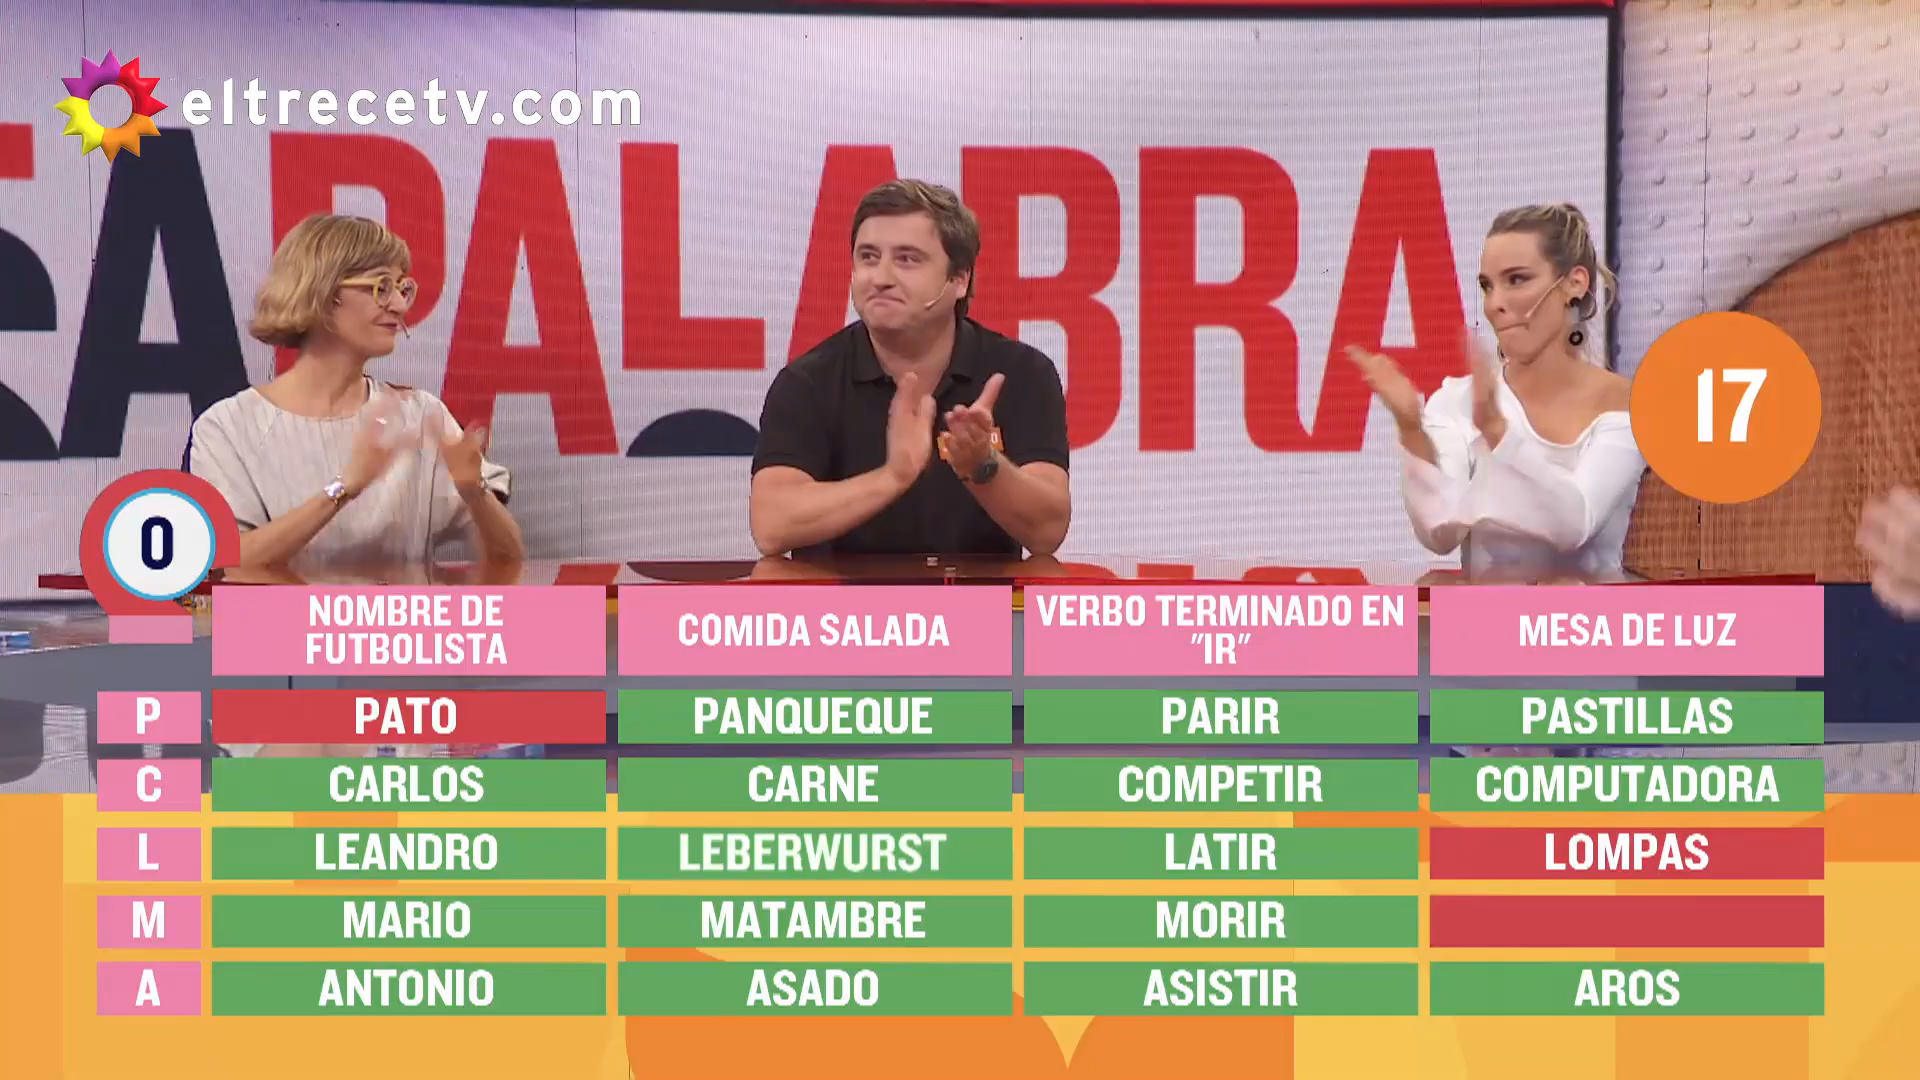 eltrecetv.com
SAPALABRA
17
0
NOMBRE DE
FUTBOLISTA
COMIDA SALADA
VERBO TERMINADO EN
"IR"
MESA DE LUZ
P PATO PANQUEQUE PARIR PASTILLAS
C CARLOS CARNE COMPETIR COMPUTADORA
L LEANDRO LEBERWURST LATIR LOMPAS
M MARIO MATAMBRE MORIR
A ANTONIO ASADO ASISTIR AROS